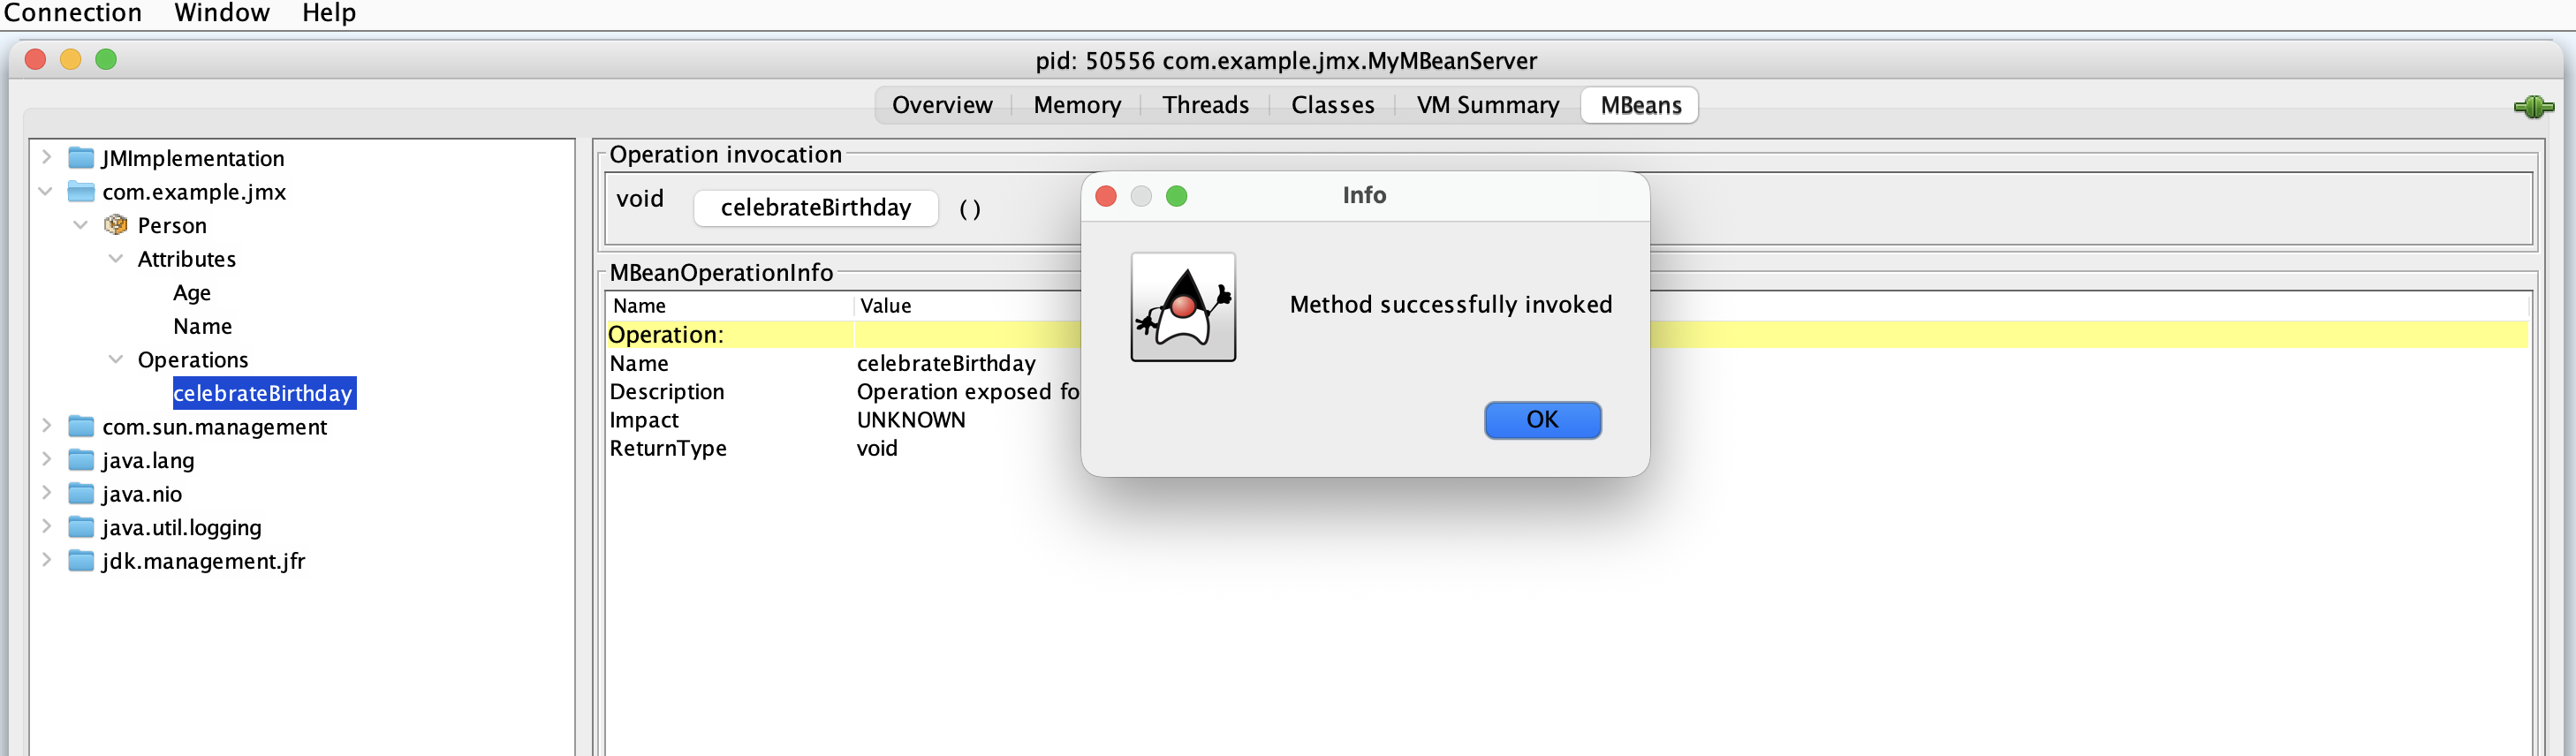 Connection Window Help
pid: 50556 com.example.jmx.MyMBeanServer
Overview Memory Threads Classes VM Summary MBeans
JMImplementation
com.example.jmx
Person
Attributes
Age
Name
Operations
celebrateBirthday
com.sun.management
java.lang
java.nio
java.util.logging
jdk.management.jfr
Operation invocation
void celebrateBirthday ()
MBeanOperationInfo
Name Value
Operation:
Name celebrateBirthday
Description Operation exposed fo
Impact UNKNOWN
ReturnType void
Info
Method successfully invoked
OK